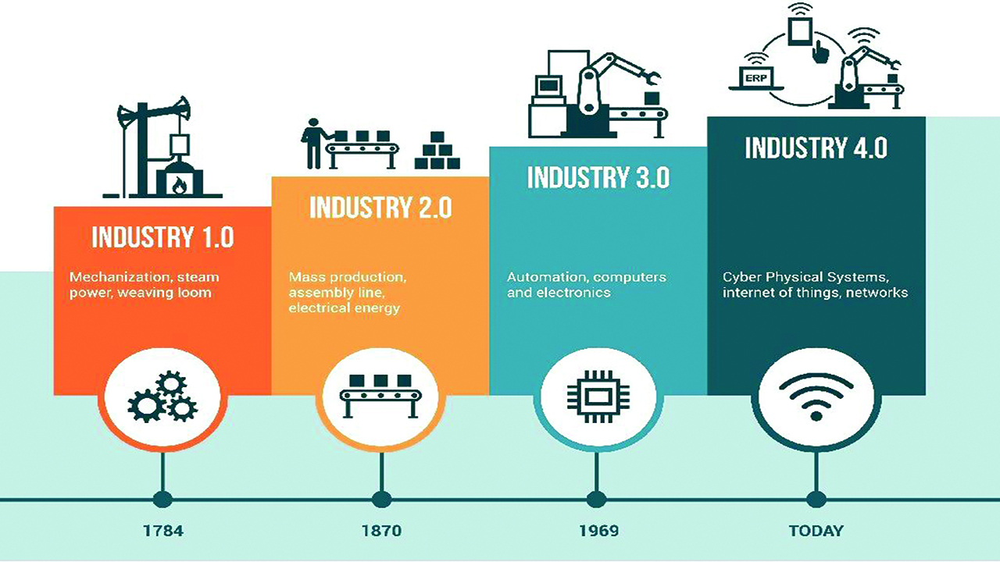 ERP
INDUSTRY 1.0
Mechanization, steam
power, weaving loom
1784
INDUSTRY 2.0
Mass production,
assembly line,
electrical energy
1870
INDUSTRY 3.0
Automation, computers
and electronics
1969
INDUSTRY 4.0
Cyber Physical Systems,
internet of things, networks
TODAY